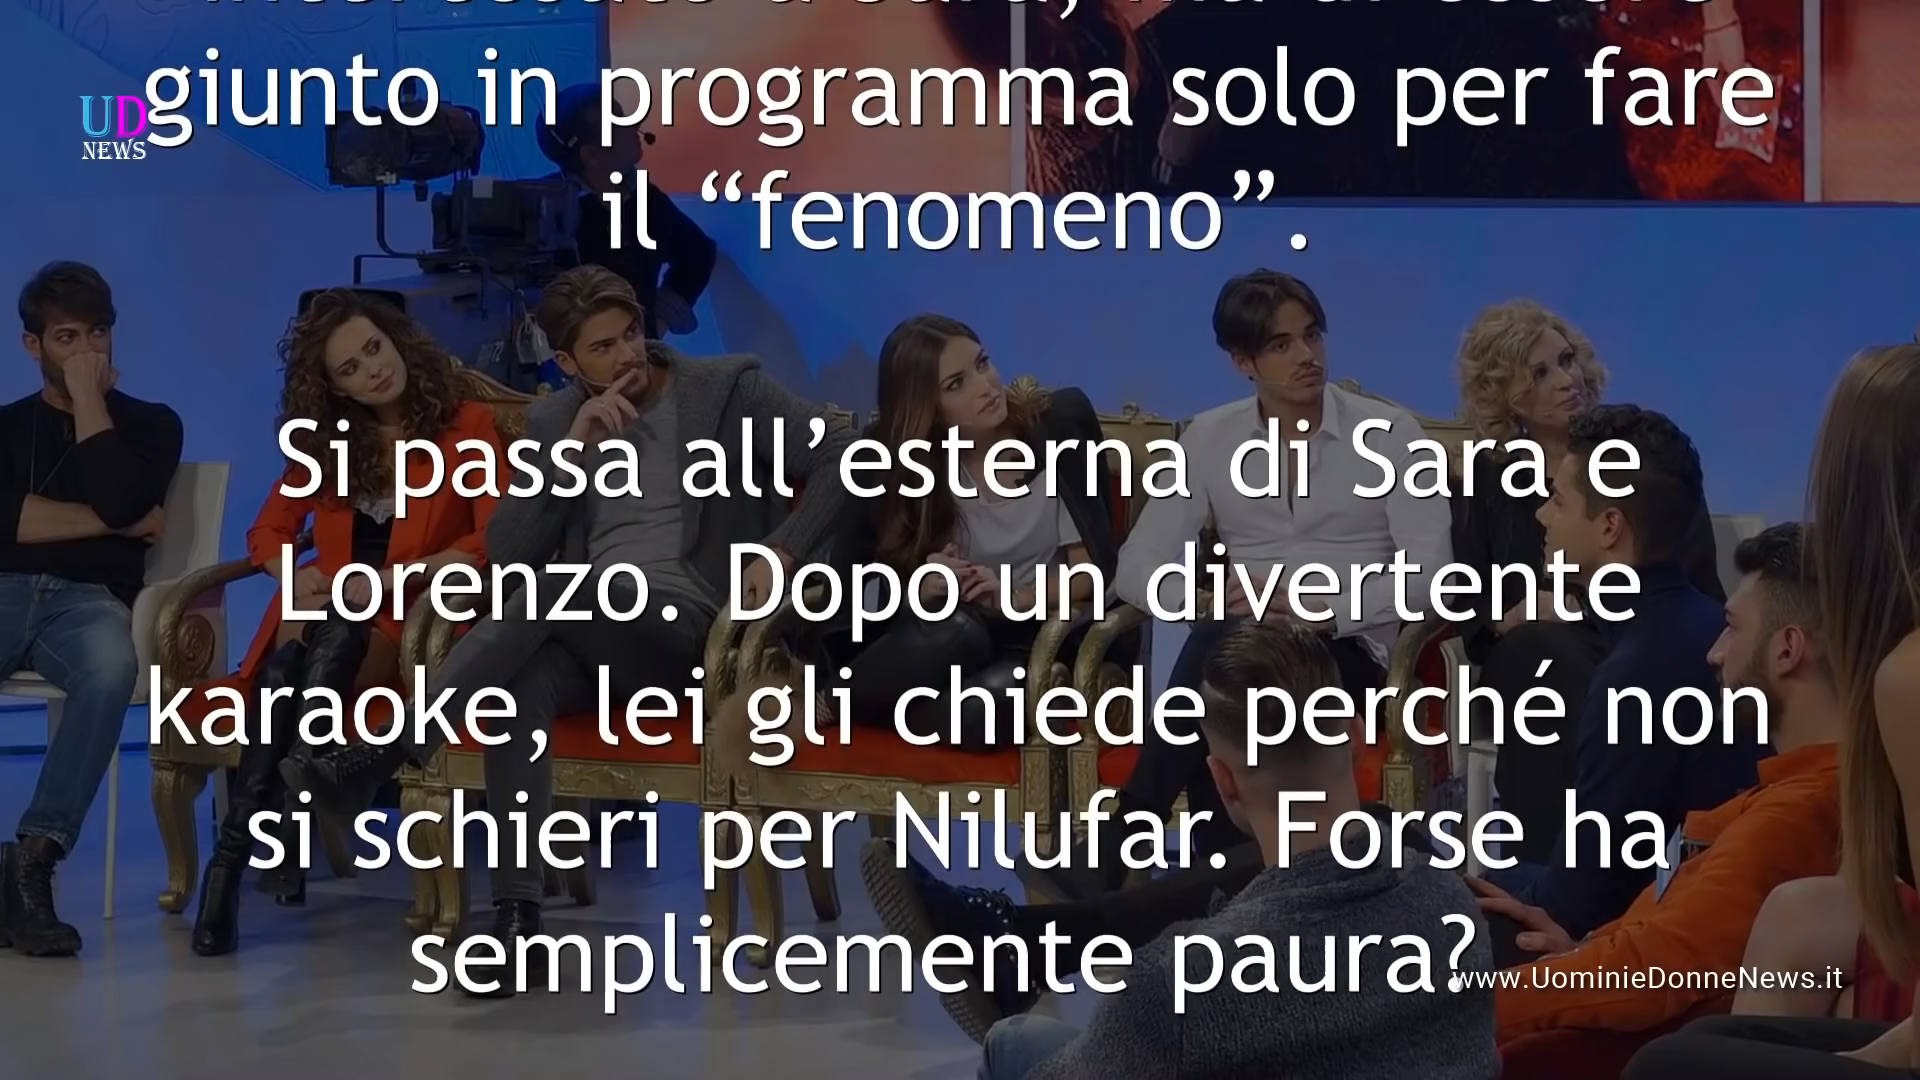 giunto in programma solo per fare
il “fenomeno”.
Si passa all’esterna di Sara e
Lorenzo. Dopo un divertente
karaoke, lei gli chiede perché non
si schieri per Nilufar. Forse ha
semplicemente paura?
UD
NEWS
www.UominieDonneNews.it